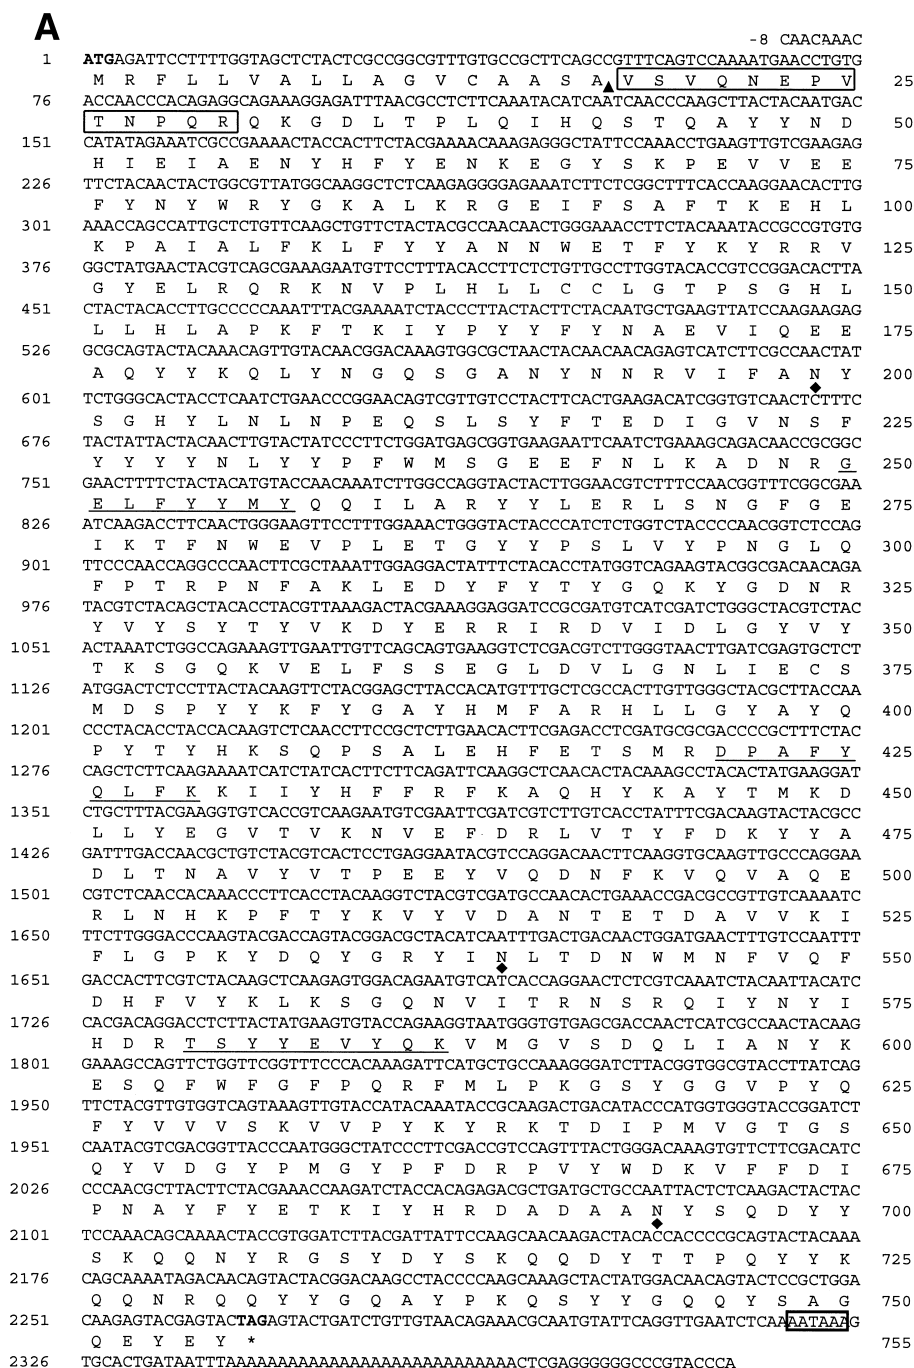 A
-8 CAACAAAC
1 ATGAGATTCCTTTTGGTAGCTCTACTCGCCGGCGTTTGTGCCGCTTCAGCCGTTTCAGTCCAAAATGAACCTGTG
M R F L L V A L L A G V C A A S A V S V Q N E P V 25
76 ACCAACCCACAGAGGCAGAAAGGAGATTTAACGCCTCTTCAAATACATCAATCAACCCAAGCTTACTACAATGAC
T N P Q R Q K G D L T P L Q I H Q S T Q A Y Y N D 50
151 CATATAGAAATCGCCGAAAACTACCACTTCTACGAAAACAAAGAGGGCTATTCCAAACCTGAAGTTGTCGAAGAG
H I E I A E N Y H F Y E N K E G Y S K P E V V E E 75
226 TTCTACAACTACTGGCGTTATGGCAAGGCTCTCAAGAGGGGAGAAATCTTCTCGGCTTTCACCAAGGAACACTTG
F Y N Y W R Y G K A L K R G E I F S A F T K E H L 100
301 AAACCAGCCATTGCTCTGTTCAAGCTGTTCTACTACGCCAACAACTGGGAAACCTTCTACAAATACCGCCGTGTG
K P A I A L F K L F Y Y A N N W E T F Y K Y R R V 125
376 GGCTATGAACTACGTCAGCGAAAGAATGTTCCTTTACACCTTCTCTGTTGCCTTGGTACACCGTCCGGACACTTA
G Y E L R Q R K N V P L H L L C C L G T P S G H L 150
451 CTACTACACCTTGCCCCCAAATTTACGAAAATCTACCCTTACTACTTCTACAATGCTGAAGTTATCCAAGAAGAG
L L H L A P K F T K I Y P Y Y F Y N A E V I Q E E 175
526 GCGCAGTACTACAAACAGTTGTACAACGGACAAAGTGGCGCTAACTACAACAACAGAGTCATCTTCGCCAACTAT
A Q Y Y K Q L Y N G Q S G A N Y N N R V I F A N Y 200
601 TCTGGGCACTACCTCAATCTGAACCCGGAACAGTCGTTGTCCTACTTCACTGAAGACATCGGTGTCAACTCTTTC
S G H Y L N L N P E Q S L S Y F T E D I G V N S F 225
676 TACTATTACTACAACTTGTACTATCCCTTCTGGATGAGCGGTGAAGAATTCAATCTGAAAGCAGACAACCGCGGC
Y Y Y Y N L Y Y P F W M S G E E F N L K A D N R G 250
751 GAACTTTTCTACTACATGTACCAACAAATCTTGGCCAGGTACTACTTGGAACGTCTTTCCAACGGTTTCGGCGAA
E L F Y Y M Y Q Q I L A R Y Y L E R L S N G F G E 275
826 ATCAAGACCTTCAACTGGGAAGTTCCTTTGGAAACTGGGTACTACCCATCTCTGGTCTACCCCAACGGTCTCCAG
I K T F N W E V P L E T G Y Y P S L V Y P N G L Q 300
901 TTCCCAACCAGGCCCAACTTCGCTAAATTGGAGGACTATTTCTACACCTATGGTCAGAAGTACGGCGACAACAGA
F P T R P N F A K L E D Y F Y T Y G Q K Y G D N R 325
976 TACGTCTACAGCTACACCTACGTTAAAGACTACGAAAGGAGGATCCGCGATGTCATCGATCTGGGCTACGTCTAC
Y V Y S Y T Y V K D Y E R R I R D V I D L G Y V Y 350
1051 ACTAAATCTGGCCAGAAAGTTGAATTGTTCAGCAGTGAAGGTCTCGACGTCTTGGGTAACTTGATCGAGTGCTCT
T K S G Q K V E L F S S E G L D V L G N L I E C S 375
1126 ATGGACTCTCCTTACTACAAGTTCTACGGAGCTTACCACATGTTTGCTCGCCACTTGTTGGGCTACGCTTACCAA
M D S P Y Y K F Y G A Y H M F A R H L L G Y A Y Q 400
1201 CCCTACACCTACCACAAGTCTCAACCTTCCGCTCTTGAACACTTCGAGACCTCGATGCGCGACCCCGCTTTCTAC
P Y T Y H K S Q P S A L E H F E T S M R D P A F Y 425
1276 CAGCTCTTCAAGAAAATCATCTATCACTTCTTCAGATTCAAGGCTCAACACTACAAAGCCTACACTATGAAGGAT
Q L F K K I I Y H F F R F K A Q H Y K A Y T M K D 450
1351 CTGCTTTACGAAGGTGTCACCGTCAAGAATGTCGAATTCGATCGTCTTGTCACCTATTTCGACAAGTACTACGCC
L L Y E G V T V K N V E F D R L V T Y F D K Y Y A 475
1426 GATTTGACCAACGCTGTCTACGTCACTCCTGAGGAATACGTCCAGGACAACTTCAAGGTGCAAGTTGCCCAGGAA
D L T N A V Y V T P E E Y V Q D N F K V Q V A Q E 500
1501 CGTCTCAACCACAAACCCTTCACCTACAAGGTCTACGTCGATGCCAACACTGAAACCGACGCCGTTGTCAAAATC
R L N H K P F T Y K V Y V D A N T E T D A V V K I 525
1650 TTCTTGGGACCCAAGTACGACCAGTACGGACGCTACATCAATTTGACTGACAACTGGATGAACTTTGTCCAATTT
F L G P K Y D Q Y G R Y I N L T D N W M N F V Q F 550
1651 GACCACTTCGTCTACAAGCTCAAGAGTGGACAGAATGTCATCACCAGGAACTCTCGTCAAATCTACAATTACATC
D H F V Y K L K S G Q N V I T R N S R Q I Y N Y I 575
1726 CACGACAGGACCTCTTACTATGAAGTGTACCAGAAGGTAATGGGTGTGAGCGACCAACTCATCGCCAACTACAAG
H D R T S Y Y E V Y Q K V M G V S D Q L I A N Y K 600
1801 GAAAGCCAGTTCTGGTTCGGTTTCCCACAAAGATTCATGCTGCCAAAGGGATCTTACGGTGGCGTACCTTATCAG
E S Q F W F G F P Q R F M L P K G S Y G G V P Y Q 625
1950 TTCTACGTTGTGGTCAGTAAAGTTGTACCATACAAATACCGCAAGACTGACATACCCATGGTGGGTACCGGATCT
F Y V V V S K V V P Y K Y R K T D I P M V G T G S 650
1951 CAATACGTCGACGGTTACCCAATGGGCTATCCCTTCGACCGTCCAGTTTACTGGGACAAAGTGTTCTTCGACATC
Q Y V D G Y P M G Y P F D R P V Y W D K V F F D I 675
2026 CCCAACGCTTACTTCTACGAAACCAAGATCTACCACAGAGACGCTGATGCTGCCAATTACTCTCAAGACTACTAC
P N A Y F Y E T K I Y H R D A D A A N Y S Q D Y Y 700
2101 TCCAAACAGCAAAACTACCGTGGATCTTACGATTATTCCAAGCAACAAGACTACACCACCCCGCAGTACTACAAA
S K Q Q N Y R G S Y D Y S K Q Q D Y T T P Q Y Y K 725
2176 CAGCAAAATAGACAACAGTACTACGGACAAGCCTACCCCAAGCAAAGCTACTATGGACAACAGTACTCCGCTGGA
Q Q N R Q Q Y Y G Q A Y P K Q S Y Y G Q Q Y S A G 750
2251 CAAGAGTACGAGTACTAGAGTACTGATCTGTTGTAACAGAAACGCAATGTATTCAGGTTGAATCTCAAAATAAAG
Q E Y E Y * 755
2326 TGCACTGATAATTTAAAAAAAAAAAAAAAAAAAAAAAAAAAAACTCGAGGGGGGCCCGTACCCA